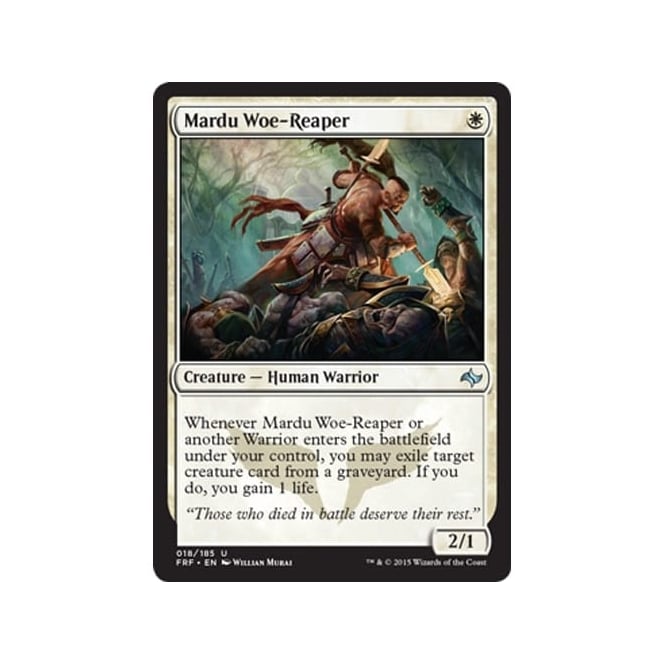 Mardu Woe-Reaper
Creature — Human Warrior
Whenever Mardu Woe-Reaper or
another Warrior enters the battlefield
under your control, you may exile target
creature card from a graveyard. If you
do, you gain 1 life.
“Those who died in battle deserve their rest.”
2/1
018/185 U
FRF • EN Willian Murai
™ & © 2015 Wizards of the Coast